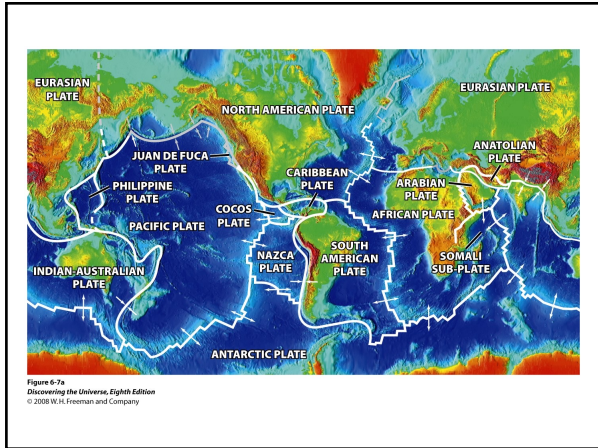 EURASIAN
PLATE
NORTH AMERICAN PLATE
EURASIAN PLATE
JUAN DE FUCA
PLATE
ANATOLIAN
PLATE
CARIBBEAN
PLATE
ARABIAN
PLATE
PHILIPPINE
PLATE
COCOS
PLATE
AFRICAN PLATE
PACIFIC PLATE
NAZCA
PLATE
SOUTH
AMERICAN
PLATE
SOMALI
SUB-PLATE
INDIAN-AUSTRALIAN
PLATE
ANTARCTIC PLATE
Figure 6-7a
Discovering the Universe, Eighth Edition
© 2008 W. H. Freeman and Company